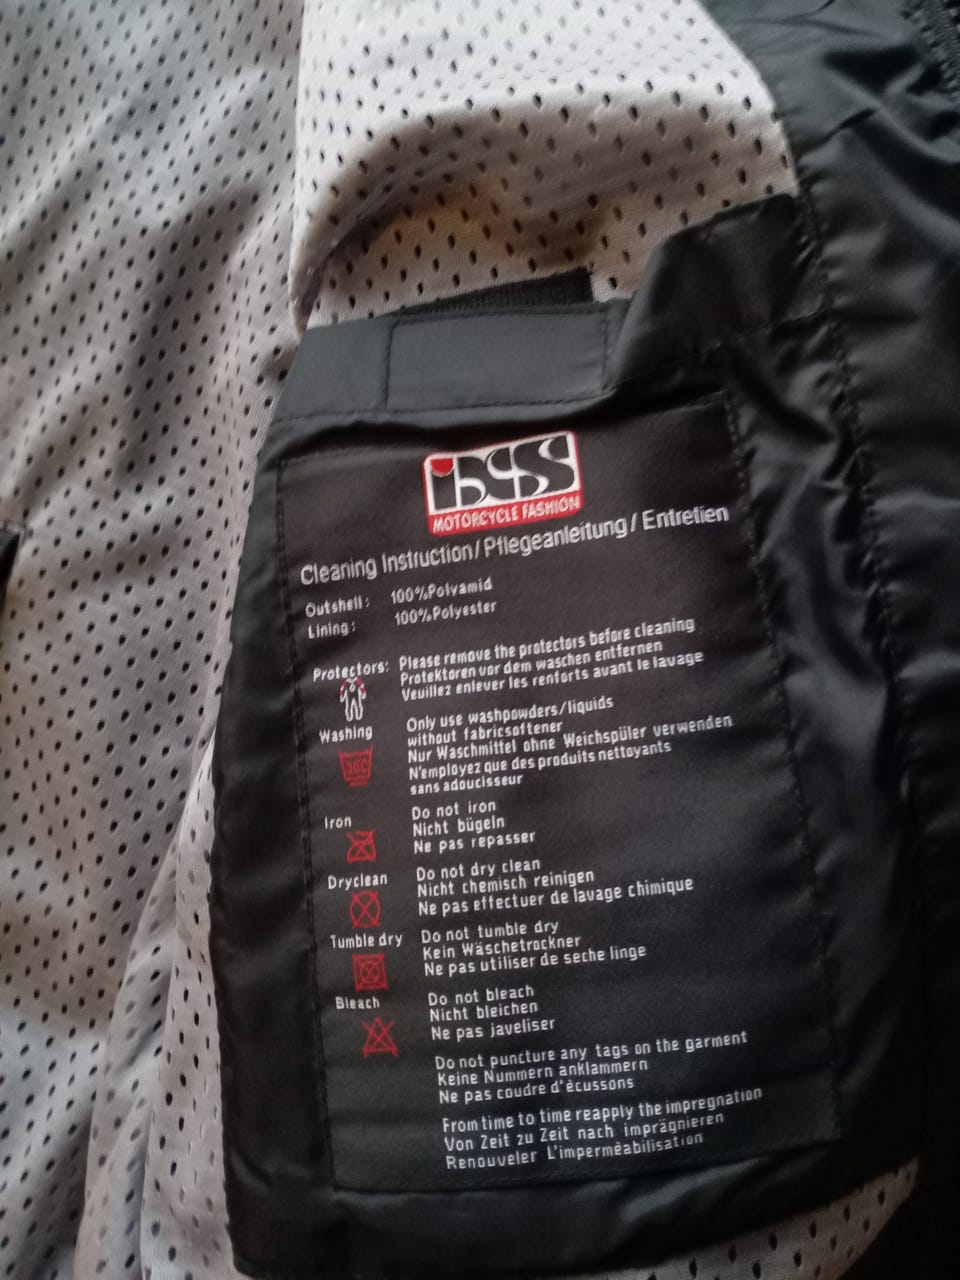 iXS
MOTORCYCLE FASHION
Cleaning Instruction / Pflegeanleitung / Entretien
Outshell: 100%Polyamid
Lining: 100%Polyester
Protectors: Please remove the protectors before cleaning
Protektoren vor dem waschen entfernen
Veuillez enlever les renforts avant le lavage
Washing
30C
Only use washpowders/liquids
without fabricsoftener
Nur Waschmittel ohne Weichspüler verwenden
N'employez que des produits nettoyants
sans adoucisseur
Iron Do not iron
Nicht bügeln
Ne pas repasser
Dryclean Do not dry clean
Nicht chemisch reinigen
Ne pas effectuer de lavage chimique
Tumble dry Do not tumble dry
Kein Wäschetrockner
Ne pas utiliser de seche linge
Bleach Do not bleach
Nicht bleichen
Ne pas javeliser
Do not puncture any tags on the garment
Keine Nummern anklammern
Ne pas coudre d'ècussons
From time to time reapply the impregnation
Von Zeit zu Zeit nach imprägnieren
Renouveler L'impermèabilisation